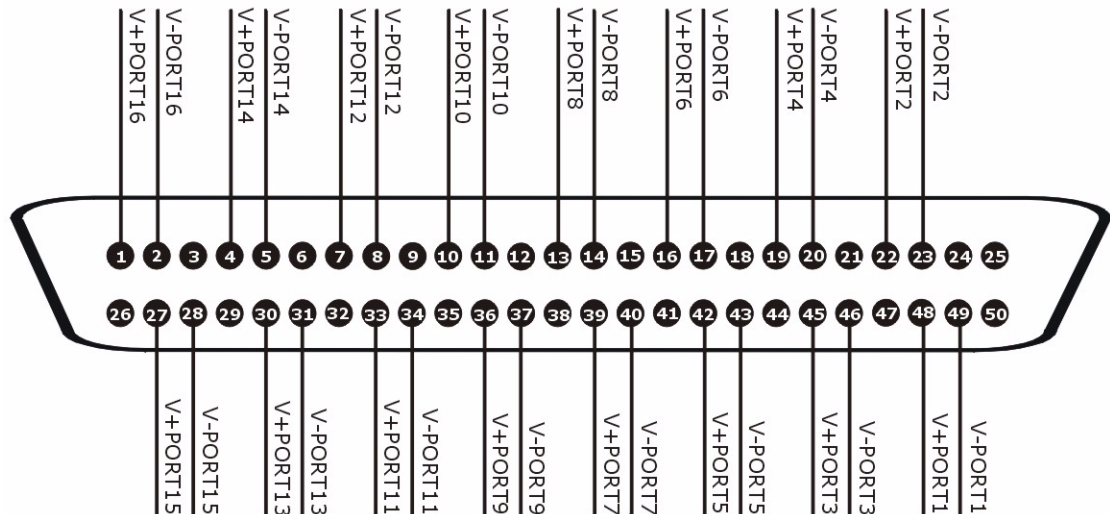 V+PORT16
V-PORT16
V+PORT14
V-PORT14
V+PORT12
V-PORT12
V+PORT10
V-PORT10
V+PORT8
V-PORT8
V+PORT6
V-PORT6
V+PORT4
V-PORT4
V+PORT2
V-PORT2
1 2 3 4 5 6 7 8 9 10 11 12 13 14 15 16 17 18 19 20 21 22 23 24 25
26 27 28 29 30 31 32 33 34 35 36 37 38 39 40 41 42 43 44 45 46 47 48 49 50
V+PORT15
V-PORT15
V+PORT13
V-PORT13
V+PORT11
V-PORT11
V+PORT9
V-PORT9
V+PORT7
V-PORT7
V+PORT5
V-PORT5
V+PORT3
V-PORT3
V+PORT1
V-PORT1